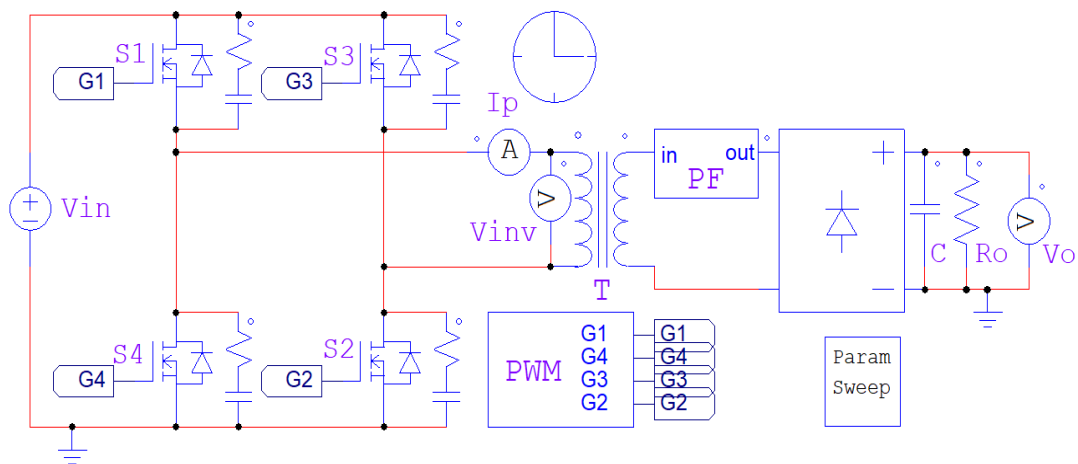 S1
G1
S3
G3
Ip
A
in
out
PF
+
V
Vinv
T
Vin
C
Ro
V
Vo
S4
G4
S2
G2
PWM
G1
G4
G3
G2
G1
G4
G3
G2
Param
Sweep